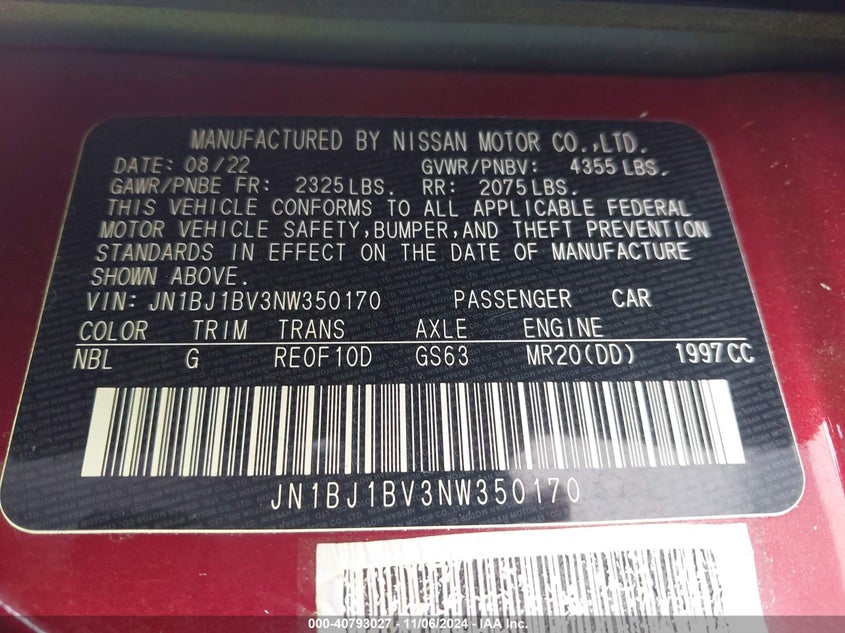 MANUFACTURED BY NISSAN MOTOR CO.,LTD.
DATE: 08/22 GVWR/PNBV: 4355 LBS.
GAWR/PNBE FR: 2325 LBS. RR: 2075 LBS.
THIS VEHICLE CONFORMS TO ALL APPLICABLE FEDERAL
MOTOR VEHICLE SAFETY,BUMPER,AND THEFT PREVENTION
STANDARDS IN EFFECT ON THE DATE OF MANUFACTURE
SHOWN ABOVE.
VIN: JN1BJ1BV3NW350170 PASSENGER CAR
COLOR TRIM TRANS AXLE ENGINE
NBL G RE0F10D GS63 MR20(DD) 1997CC
JN1BJ1BV3NW350170
000-40793027 - 11/06/2024 - IAA Inc.